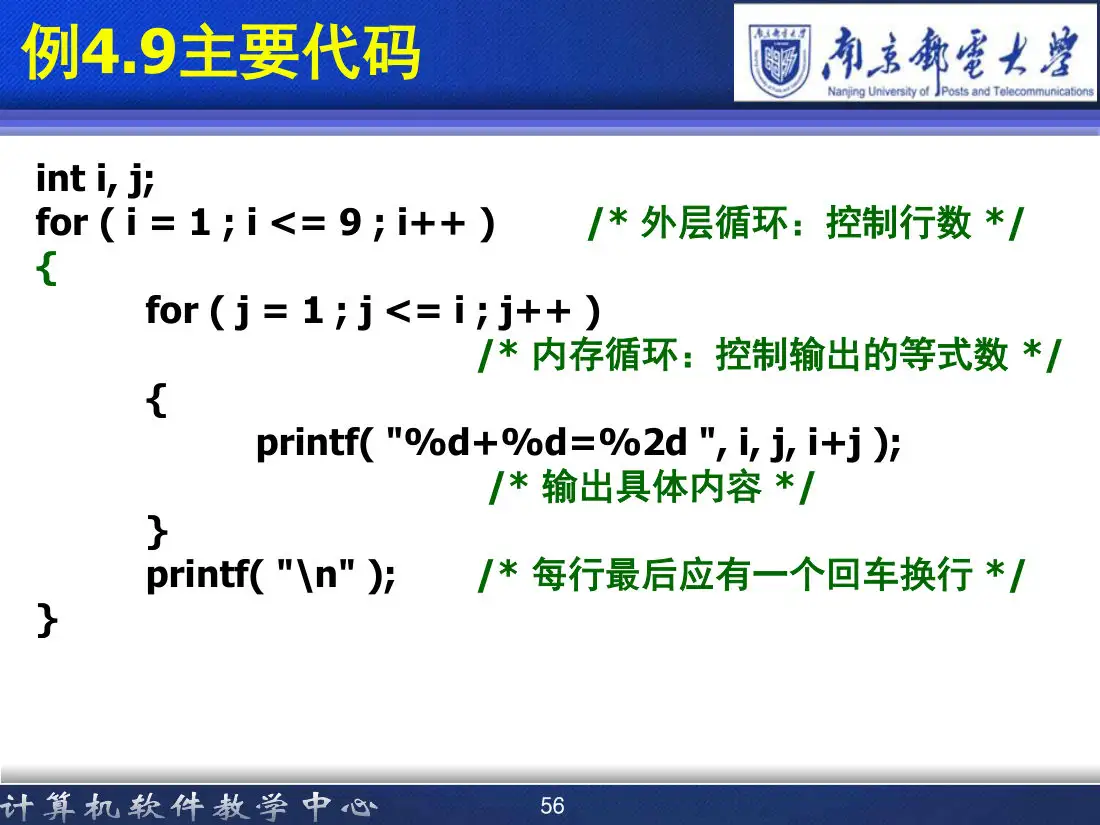 例4.9主要代码
南京邮电大学
Nanjing University of Posts and Telecommunications
int i, j;
for ( i = 1 ; i <= 9 ; i++ ) /* 外层循环：控制行数 */
{
for ( j = 1 ; j <= i ; j++ )
/* 内存循环：控制输出的等式数 */
{
printf( "%d+%d=%2d ", i, j, i+j );
/* 输出具体内容 */
}
printf( "\n" ); /* 每行最后应有一个回车换行 */
}
计算机软件教学中心
56